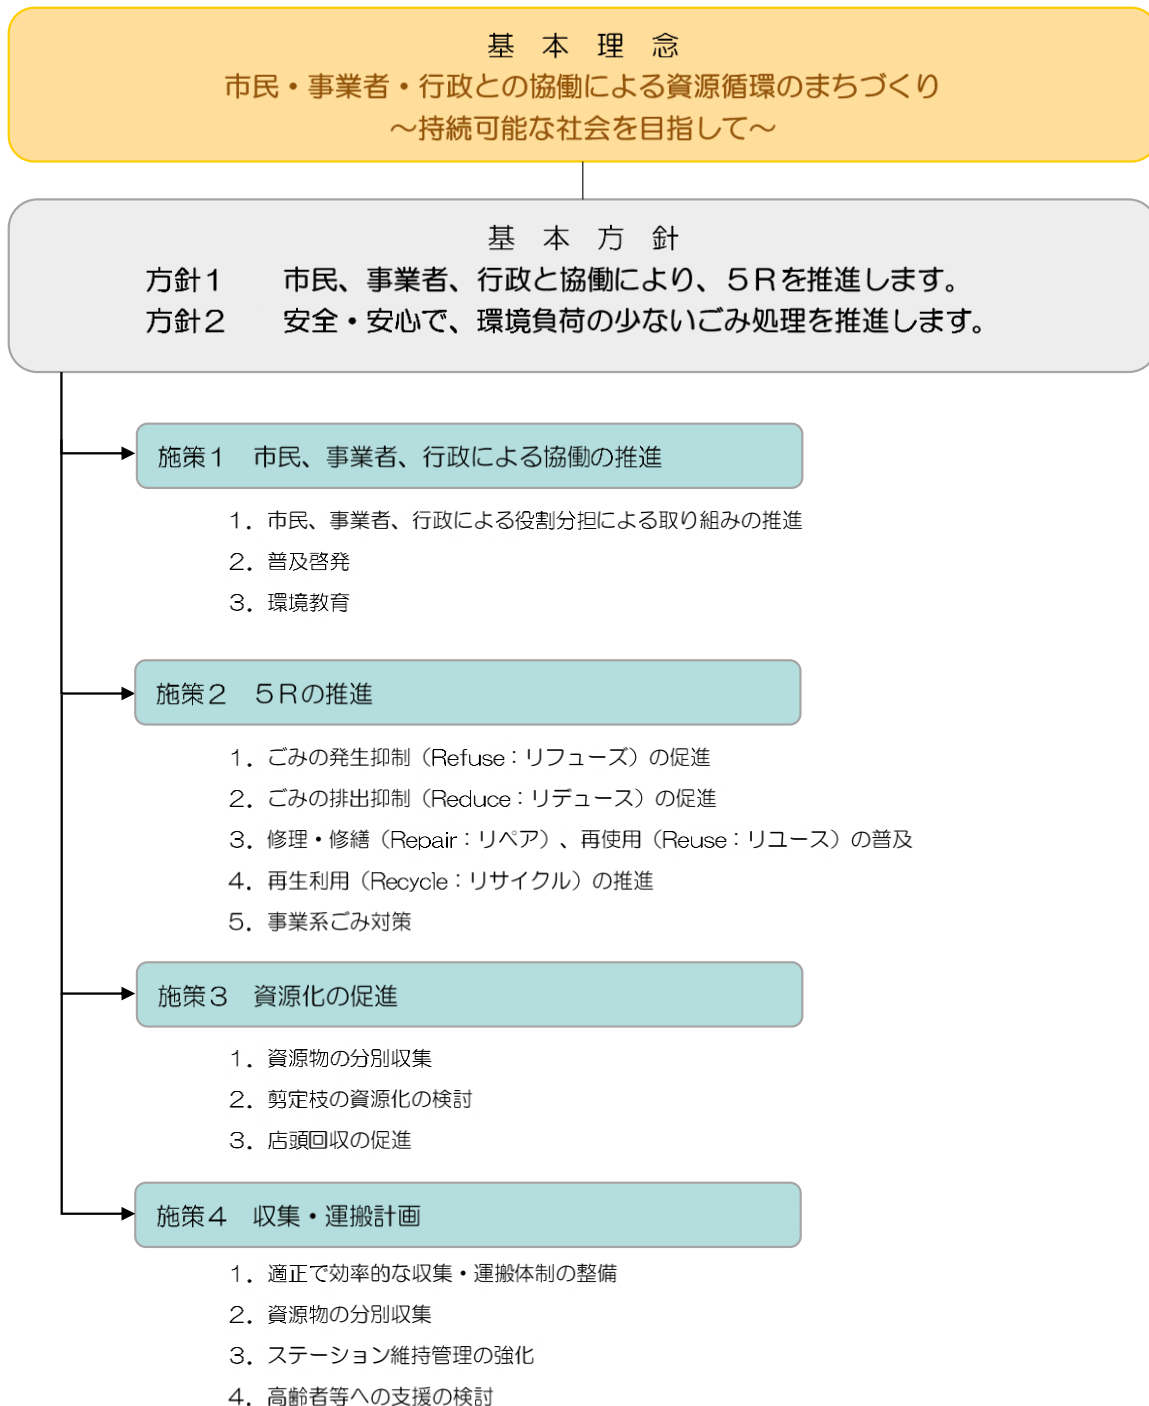 基 本 理 念
市民・事業者・行政との協働による資源循環のまちづくり
～持続可能な社会を目指して～
基 本 方 針
方針１　　市民、事業者、行政と協働により、５Ｒを推進します。
方針２　　安全・安心で、環境負荷の少ないごみ処理を推進します。
施策１　市民、事業者、行政による協働の推進
１．市民、事業者、行政による役割分担による取り組みの推進
２．普及啓発
３．環境教育
施策２　５Ｒの推進
１．ごみの発生抑制（Refuse：リフューズ）の促進
２．ごみの排出抑制（Reduce：リデュース）の促進
３．修理・修繕（Repair：リペア）、再使用（Reuse：リユース）の普及
４．再生利用（Recycle：リサイクル）の推進
５．事業系ごみ対策
施策３　資源化の促進
１．資源物の分別収集
２．剪定枝の資源化の検討
３．店頭回収の促進
施策４　収集・運搬計画
１．適正で効率的な収集・運搬体制の整備
２．資源物の分別収集
３．ステーション維持管理の強化
４．高齢者等への支援の検討